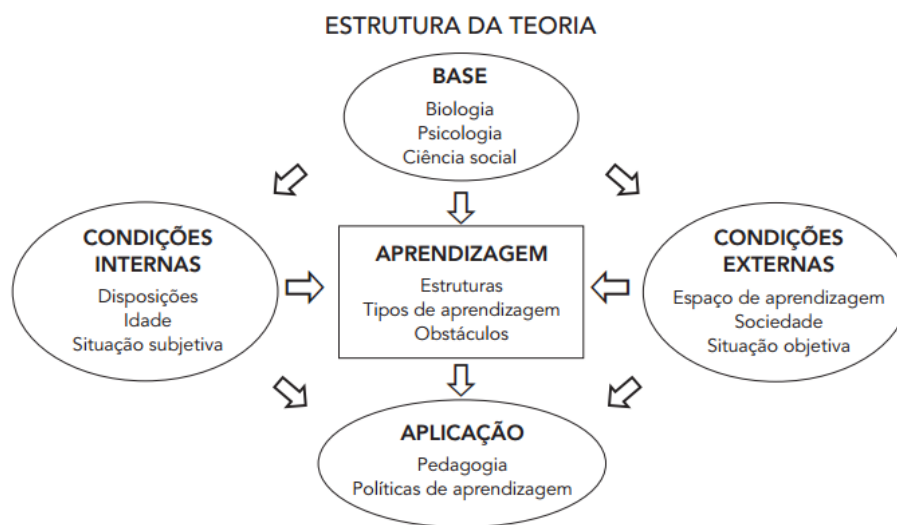 ESTRUTURA DA TEORIA
BASE
Biologia
Psicologia
Ciência social
CONDIÇÕES
INTERNAS
Disposições
Idade
Situação subjetiva
APRENDIZAGEM
Estruturas
Tipos de aprendizagem
Obstáculos
CONDIÇÕES
EXTERNAS
Espaço de aprendizagem
Sociedade
Situação objetiva
APLICAÇÃO
Pedagogia
Políticas de aprendizagem